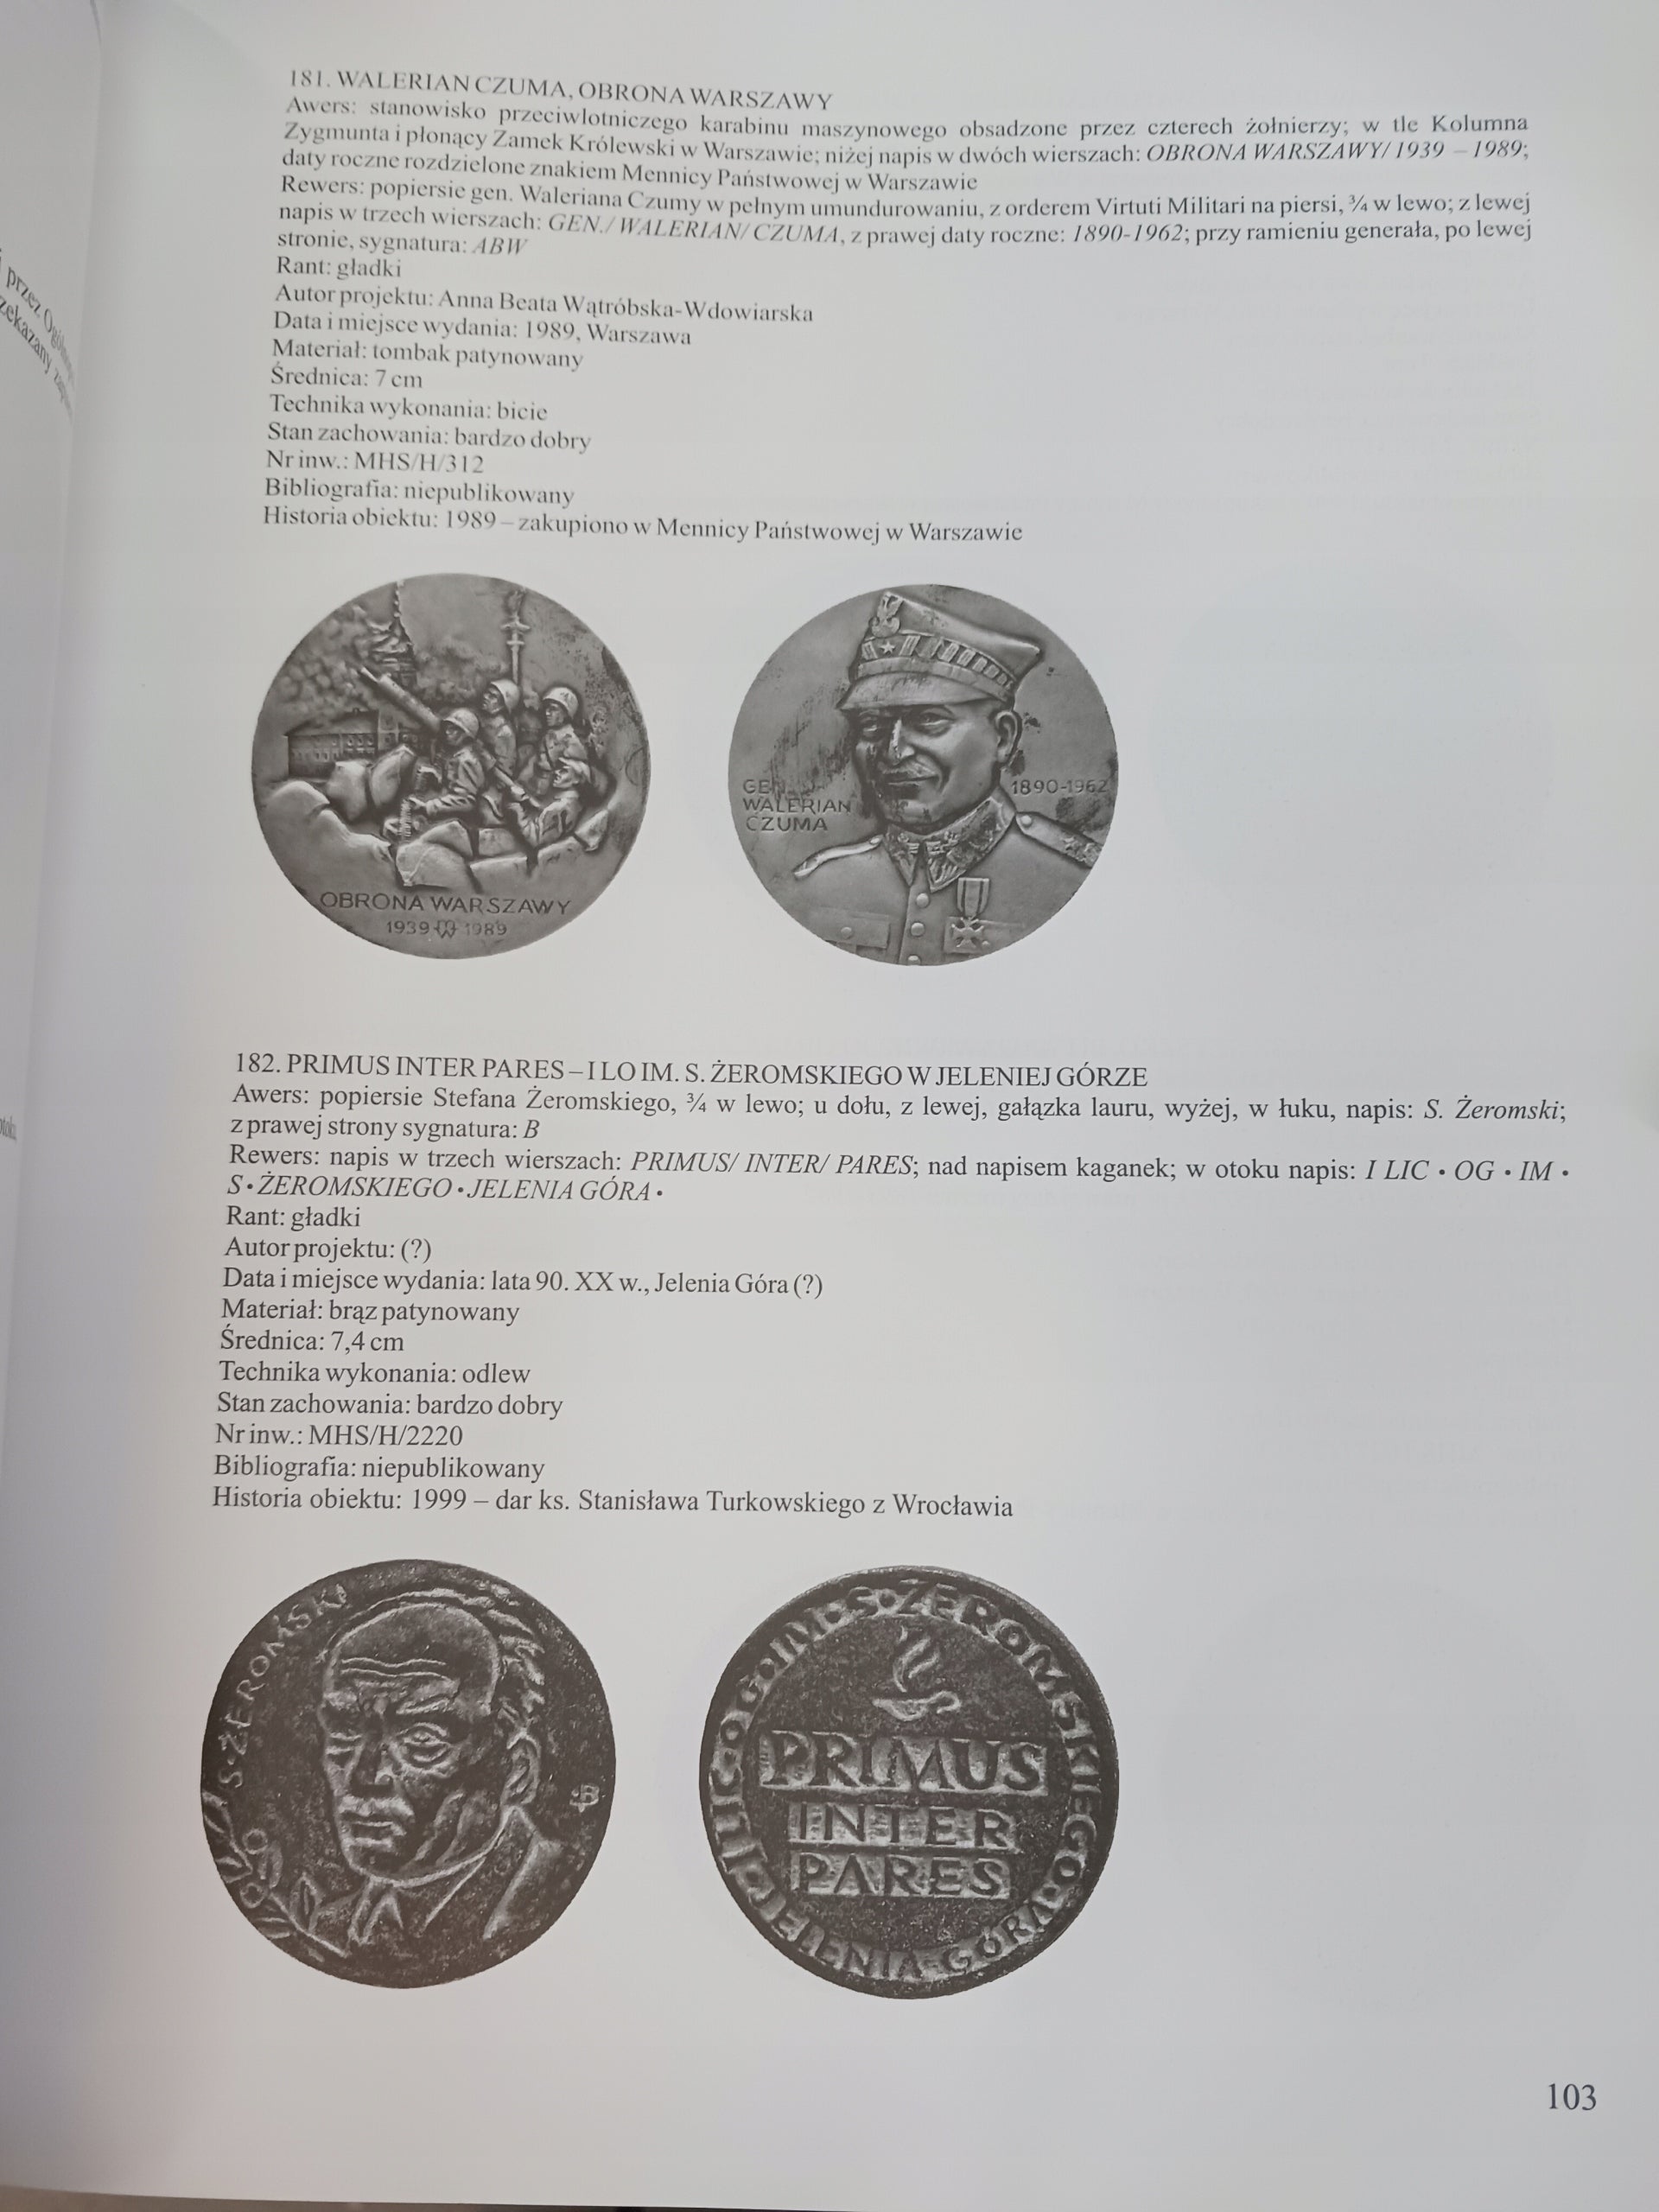 przez
zekazany
181. WALERIAN CZUMA, OBRONA WARSZAWY
Awers: stanowisko przeciwlotniczego karabinu maszynowego obsadzone przez czterech żołnierzy; w tle Kolumna
Zygmunta i płonący Zamek Królewski w Warszawie; niżej napis w dwóch wierszach: OBRONA WARSZAWY/ 1939 – 1989;
daty roczne rozdzielone znakiem Mennicy Państwowej w Warszawie
Rewers: popiersie gen. Waleriana Czumy w pełnym umundurowaniu, z orderem Virtuti Militari na piersi, ¾ w lewo; z lewej
napis w trzech wierszach: GEN./ WALERIAN/ CZUMA, z prawej daty roczne: 1890-1962; przy ramieniu generała, po lewej
stronie, sygnatura: ABW
Rant: gładki
Autor projektu: Anna Beata Wątróbska-Wdowiarska
Data i miejsce wydania: 1989, Warszawa
Materiał: tombak patynowany
Średnica: 7 cm
Technika wykonania: bicie
Stan zachowania: bardzo dobry
Nr inw.: MHS/H/312
Bibliografia: niepublikowany
Historia obiektu: 1989 – zakupiono w Mennicy Państwowej w Warszawie
OBRONA WARSZAWY
1939 MW 1989
GEN.
WALERIAN
CZUMA
1890-1962
182. PRIMUS INTER PARES – I LO IM. S. ŻEROMSKIEGO W JELENIEJ GÓRZE
Awers: popiersie Stefana Żeromskiego, ¾ w lewo; u dołu, z lewej, gałązka lauru, wyżej, w łuku, napis: S. Żeromski;
z prawej strony sygnatura: B
Rewers: napis w trzech wierszach: PRIMUS/ INTER/ PARES; nad napisem kaganek; w otoku napis: I LIC • OG • IM •
S • ŻEROMSKIEGO • JELENIA GÓRA •
Rant: gładki
Autor projektu: (?)
Data i miejsce wydania: lata 90. XX w., Jelenia Góra (?)
Materiał: brąz patynowany
Średnica: 7,4 cm
Technika wykonania: odlew
Stan zachowania: bardzo dobry
Nr inw.: MHS/H/2220
Bibliografia: niepublikowany
Historia obiektu: 1999 – dar ks. Stanisława Turkowskiego z Wrocławia
S•ŻEROMSKI
B
I LIC•OG•IM•S•ŻEROMSKIEGO•JELENIA GÓRA•
PRIMUS
INTER
PARES
103